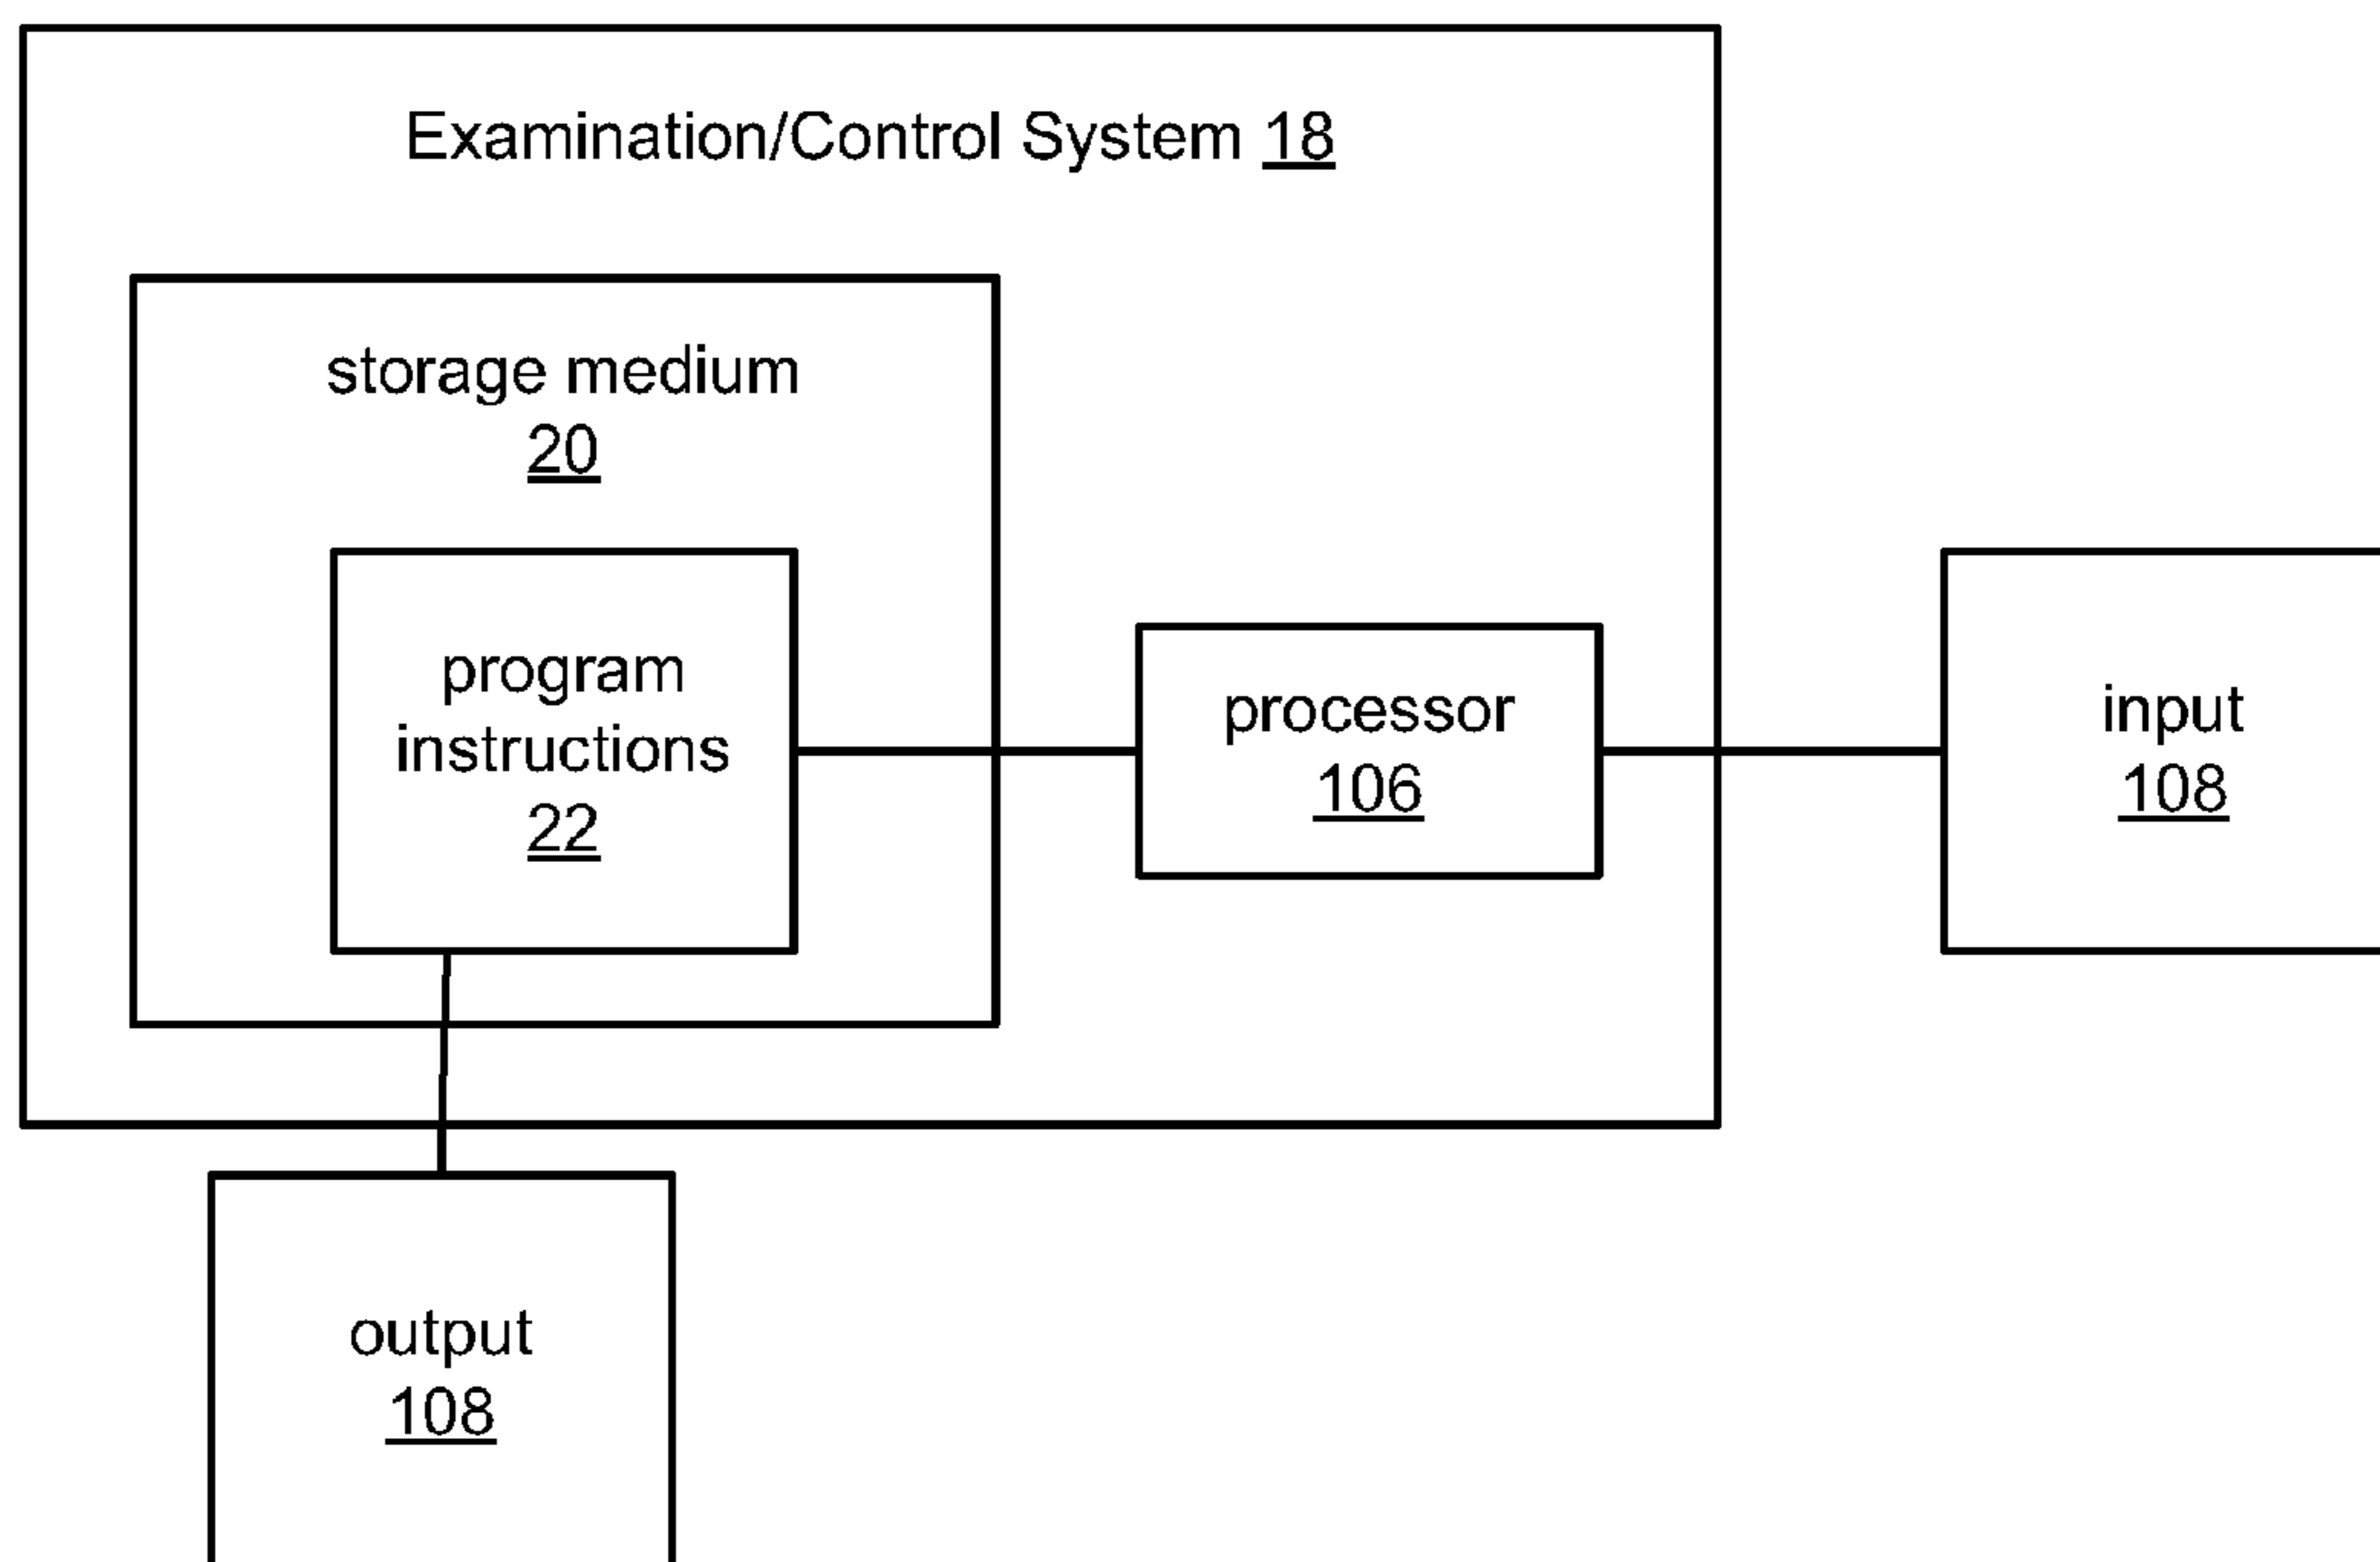 Examination/Control System 18
storage medium
20
program
instructions
22
processor
106
input
108
output
108